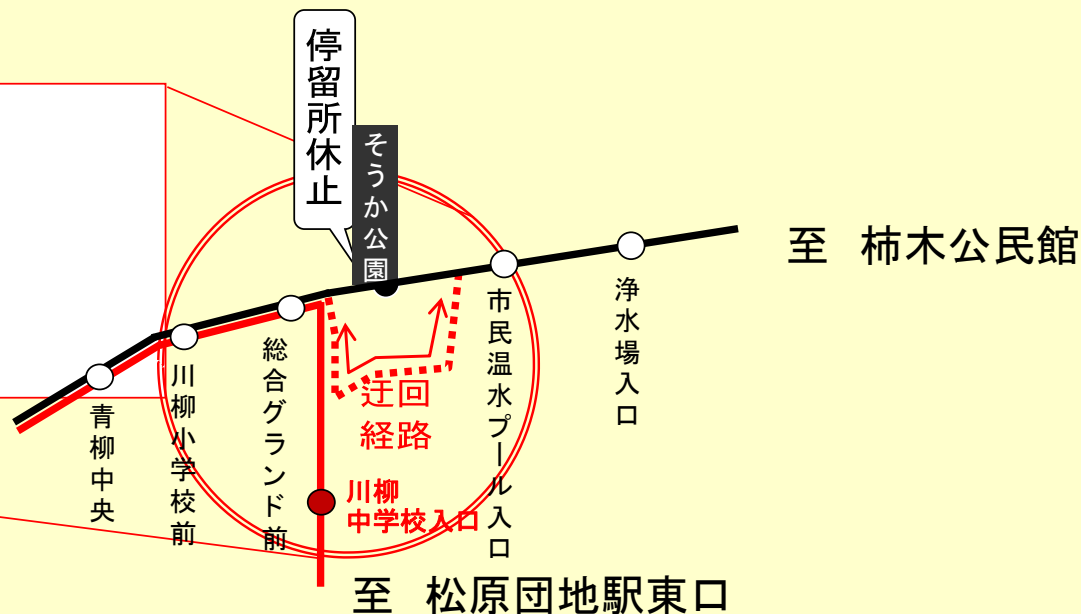 停留所休止
そうか公園
至 柿木公民館
浄水場入口
市民温水プール入口
迂回
経路
総合グランド前
川柳小学校前
青柳中央
川柳
中学校入口
至 松原団地駅東口